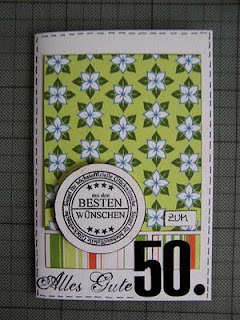 mit den
BESTEN
WÜNSCHEN
zum
Alles Gute
50.